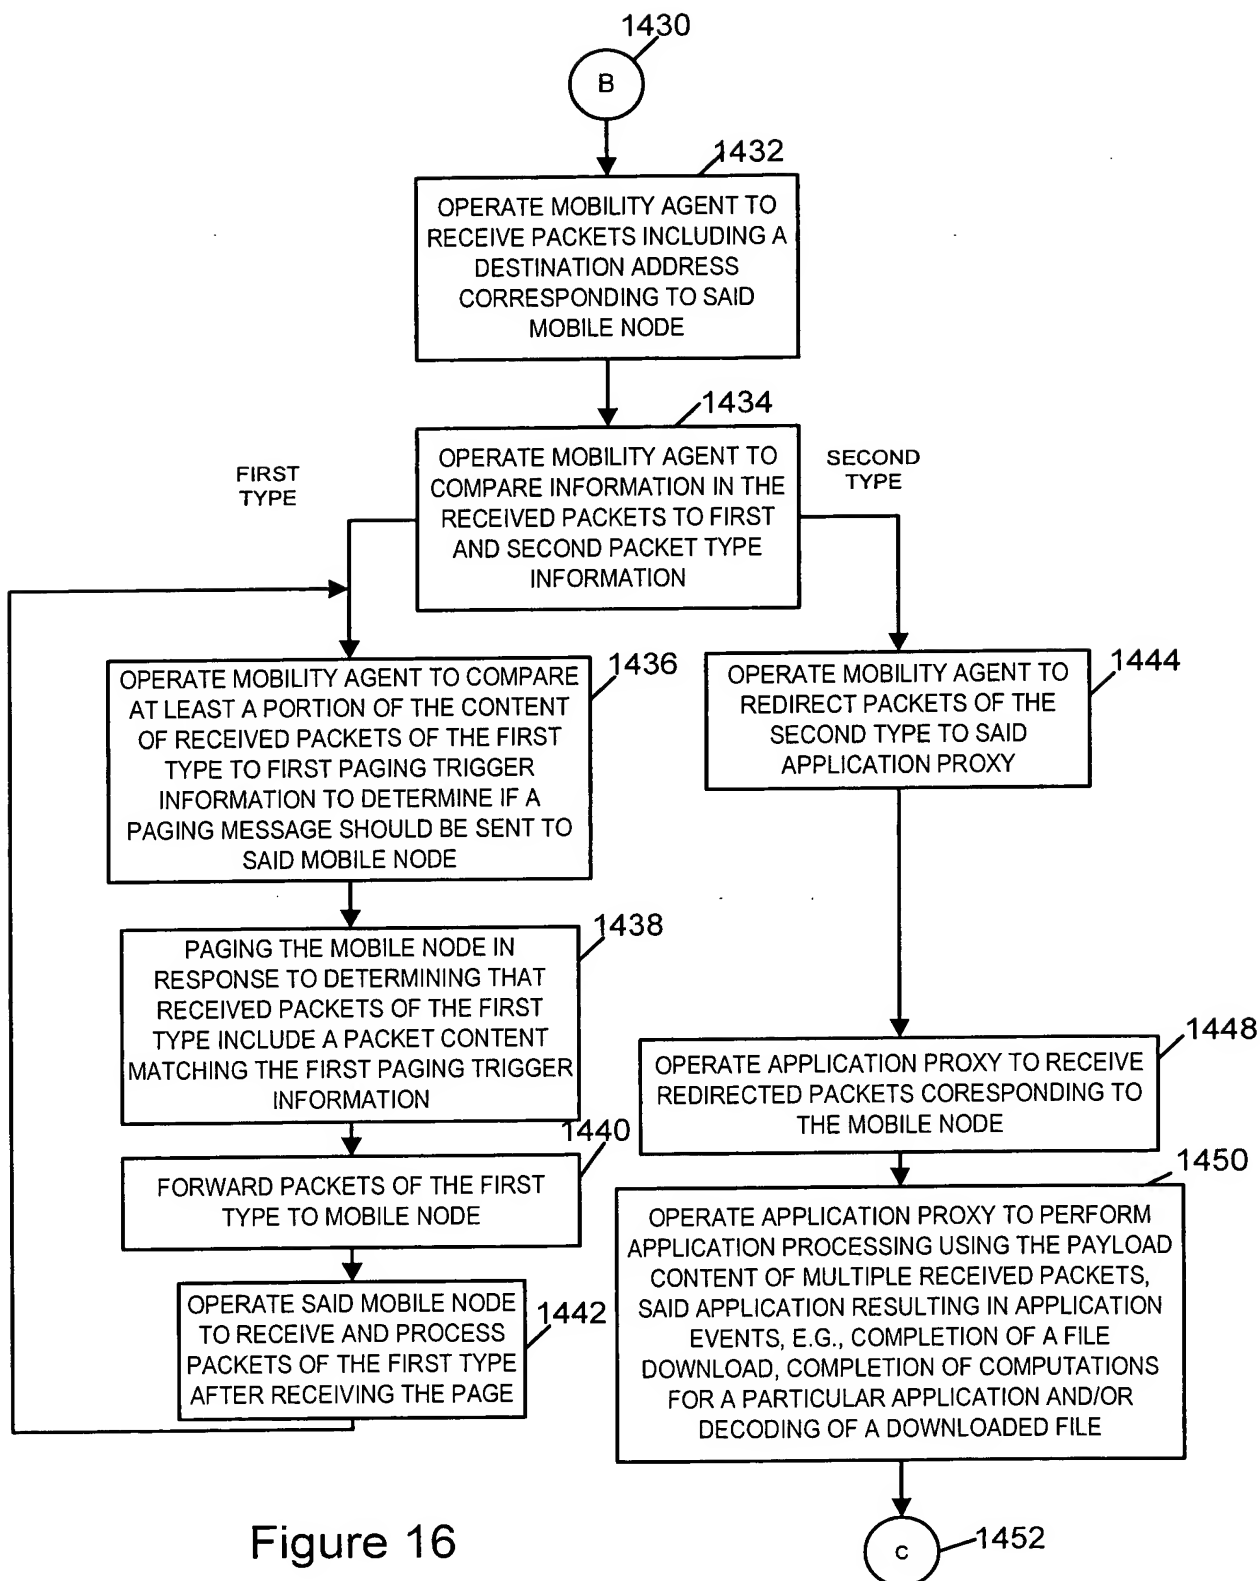 1430
B
1432
OPERATE MOBILITY AGENT TO
RECEIVE PACKETS INCLUDING A
DESTINATION ADDRESS
CORRESPONDING TO SAID
MOBILE NODE
1434
OPERATE MOBILITY AGENT TO
COMPARE INFORMATION IN THE
RECEIVED PACKETS TO FIRST
AND SECOND PACKET TYPE
INFORMATION
FIRST
TYPE
SECOND
TYPE
1436
OPERATE MOBILITY AGENT TO COMPARE
AT LEAST A PORTION OF THE CONTENT
OF RECEIVED PACKETS OF THE FIRST
TYPE TO FIRST PAGING TRIGGER
INFORMATION TO DETERMINE IF A
PAGING MESSAGE SHOULD BE SENT TO
SAID MOBILE NODE
1444
OPERATE MOBILITY AGENT TO
REDIRECT PACKETS OF THE
SECOND TYPE TO SAID
APPLICATION PROXY
1438
PAGING THE MOBILE NODE IN
RESPONSE TO DETERMINING THAT
RECEIVED PACKETS OF THE FIRST
TYPE INCLUDE A PACKET CONTENT
MATCHING THE FIRST PAGING TRIGGER
INFORMATION
1448
OPERATE APPLICATION PROXY TO RECEIVE
REDIRECTED PACKETS CORESPONDING TO
THE MOBILE NODE
1440
FORWARD PACKETS OF THE FIRST
TYPE TO MOBILE NODE
1450
OPERATE APPLICATION PROXY TO PERFORM
APPLICATION PROCESSING USING THE PAYLOAD
CONTENT OF MULTIPLE RECEIVED PACKETS,
SAID APPLICATION RESULTING IN APPLICATION
EVENTS, E.G., COMPLETION OF A FILE
DOWNLOAD, COMPLETION OF COMPUTATIONS
FOR A PARTICULAR APPLICATION AND/OR
DECODING OF A DOWNLOADED FILE
1442
OPERATE SAID MOBILE NODE
TO RECEIVE AND PROCESS
PACKETS OF THE FIRST TYPE
AFTER RECEIVING THE PAGE
Figure 16
C
1452